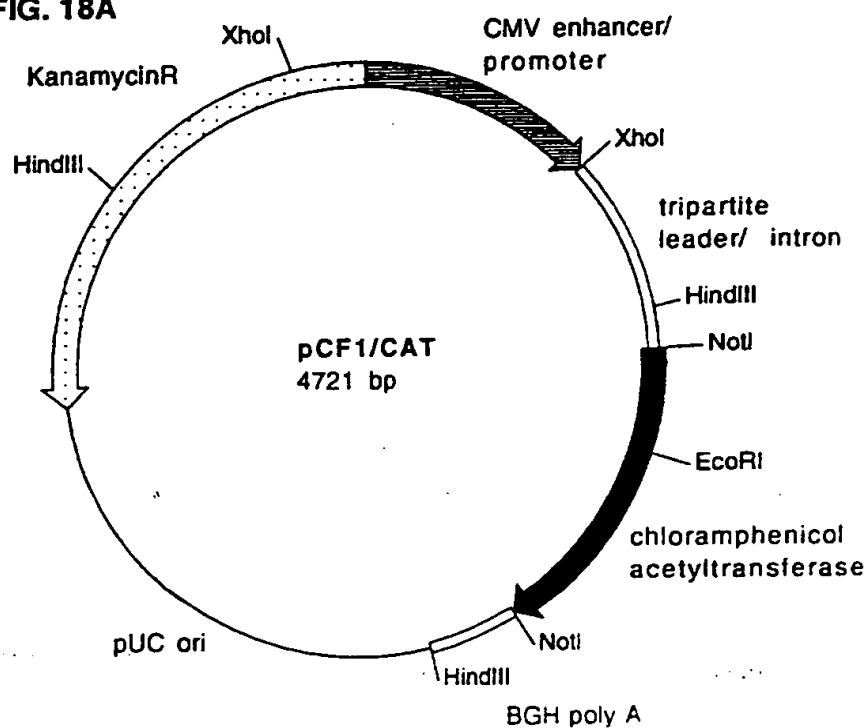 FIG. 18A
XhoI
CMV enhancer/
promoter
KanamycinR
HindIII
XhoI
tripartite
leader/ intron
HindIII
NotI
pCF1/CAT
4721 bp
EcoRI
chloramphenicol
acetyltransferase
pUC ori
NotI
HindIII
BGH poly A